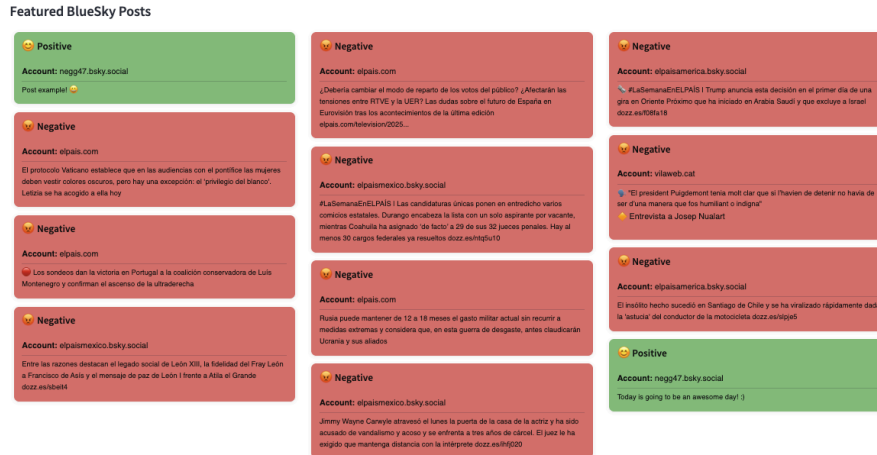 Featured BlueSky Posts
😊 Positive
Account: negg47.bsky.social
Post example! 😄
😡 Negative
Account: elpais.com
El protocolo Vaticano establece que en las audiencias con el pontífice las mujeres
deben vestir colores oscuros, pero hay una excepción: el 'privilegio del blanco'.
Letizia se ha acogido a ella hoy
😡 Negative
Account: elpais.com
🔴 Los sondeos dan la victoria en Portugal a la coalición conservadora de Luís
Montenegro y confirman el ascenso de la ultraderecha
😡 Negative
Account: elpaismexico.bsky.social
Entre las razones destacan el legado social de León XIII, la fidelidad del Fray León
a Francisco de Asís y el mensaje de paz de León I frente a Atila el Grande
dozz.es/sbelt4
😡 Negative
Account: elpais.com
¿Debería cambiar el modo de reparto de los votos del público? ¿Afectarán las
tensiones entre RTVE y la UER? Las dudas sobre el futuro de España en
Eurovisión tras los acontecimientos de la última edición
elpais.com/television/2025...
😡 Negative
Account: elpaismexico.bsky.social
#LaSemanaEnELPAÍS I Las candidaturas únicas ponen en entredicho varios
comicios estatales. Durango encabeza la lista con un solo aspirante por vacante,
mientras Coahuila ha asignado 'de facto' a 29 de sus 32 jueces penales. Hay al
menos 30 cargos federales ya resueltos dozz.es/ntq5u10
😡 Negative
Account: elpais.com
Rusia puede mantener de 12 a 18 meses el gasto militar actual sin recurrir a
medidas extremas y considera que, en esta guerra de desgaste, antes claudicarán
Ucrania y sus aliados
😡 Negative
Account: elpaismexico.bsky.social
Jimmy Wayne Carwyle atravesó el lunes la puerta de la casa de la actriz y ha sido
acusado de vandalismo y acoso y se enfrenta a tres años de cárcel. El juez le ha
exigido que mantenga distancia con la intérprete dozz.es/lhfj020
😡 Negative
Account: elpaisamerica.bsky.social
#LaSemanaEnELPAÍS I Trump anuncia esta decisión en el primer día de una
gira en Oriente Próximo que ha iniciado en Arabia Saudí y que excluye a Israel
dozz.es/f08fa18
😡 Negative
Account: vilaweb.cat
"El president Puigdemont tenia molt clar que si l'havien de detenir no havia de
ser d'una manera que fos humiliant o indigna"
Entrevista a Josep Nualart
😡 Negative
Account: elpaisamerica.bsky.social
El insólito hecho sucedió en Santiago de Chile y se ha viralizado rápidamente dad
la 'astucia' del conductor de la motocicleta dozz.es/slpje5
😊 Positive
Account: negg47.bsky.social
Today is going to be an awesome day! :)